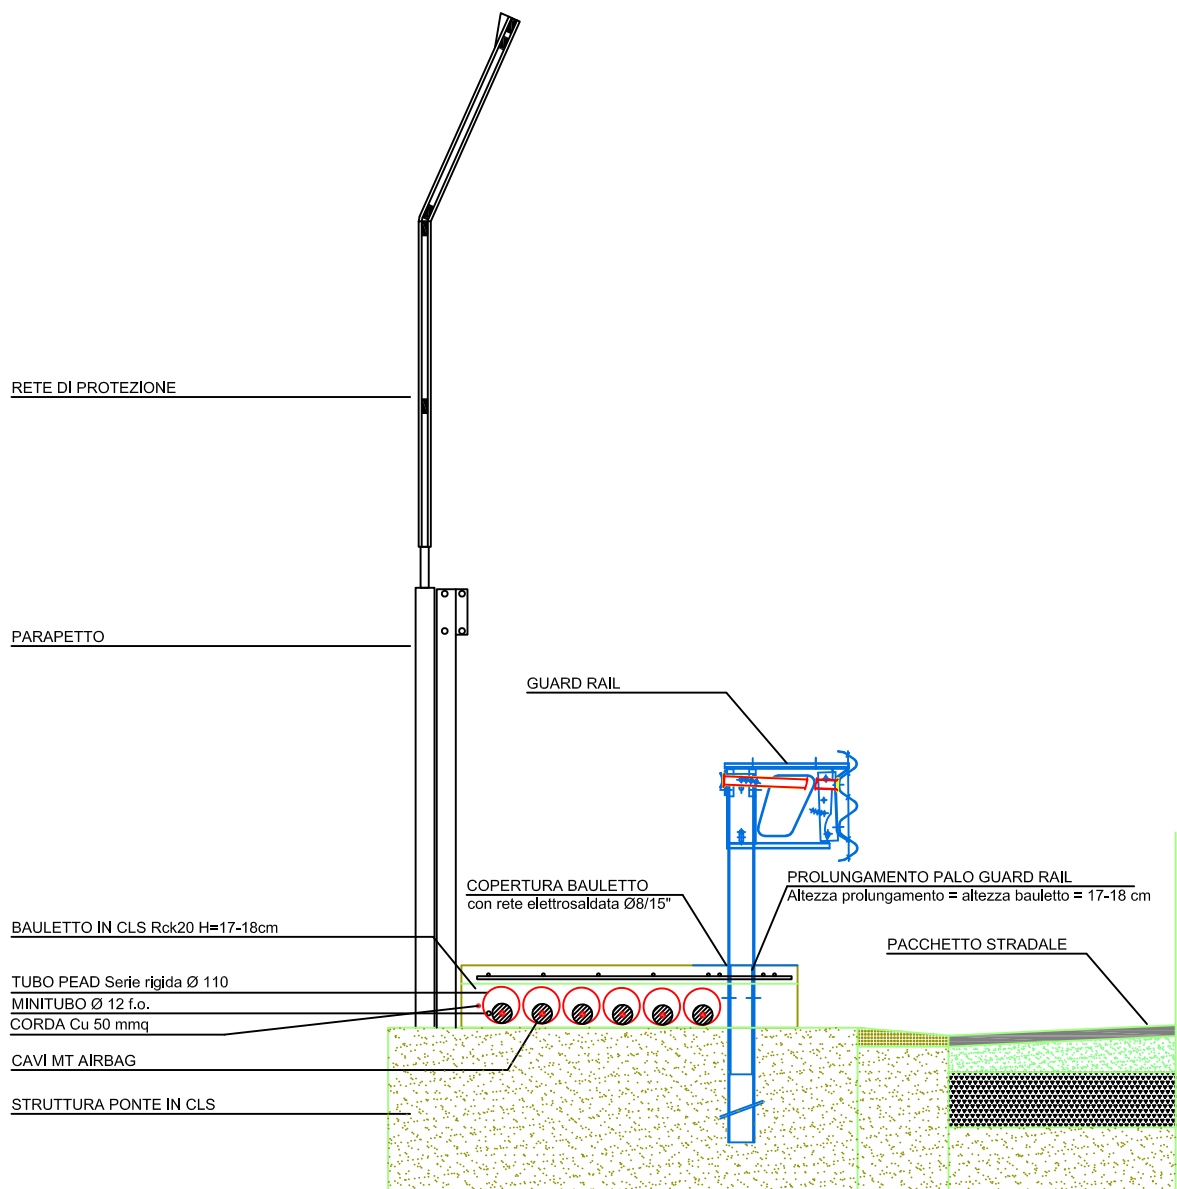 RETE DI PROTEZIONE
PARAPETTO
GUARD RAIL
COPERTURA BAULETTO
con rete elettrosaldata Ø8/15"
PROLUNGAMENTO PALO GUARD RAIL
Altezza prolungamento = altezza bauletto = 17-18 cm
BAULETTO IN CLS Rck20 H=17-18cm
PACCHETTO STRADALE
TUBO PEAD Serie rigida Ø 110
MINITUBO Ø 12 f.o.
CORDA Cu 50 mmq
CAVI MT AIRBAG
STRUTTURA PONTE IN CLS